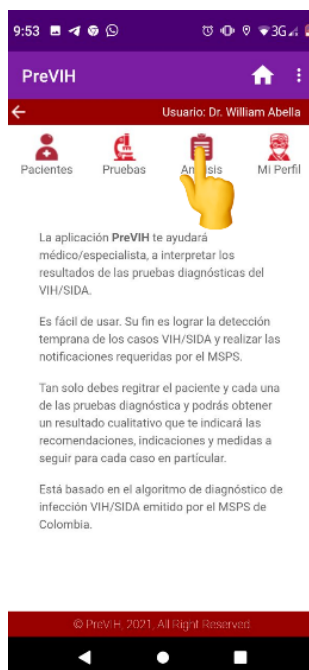 9:53
3G
PreVIH
Usuario: Dr. William Abella
Pacientes Pruebas Mi Perfil
La aplicación PreVIH te ayudará
médico/especialista, a interpretar los
resultados de las pruebas diagnósticas del
VIH/SIDA.
Es fácil de usar. Su fin es lograr la detección
temprana de los casos VIH/SIDA y realizar las
notificaciones requeridas por el MSPS.
Tan solo debes regitrar el paciente y cada una
de las pruebas diagnóstica y podrás obtener
un resultado cualitativo que te indicará las
recomendaciones, indicaciones y medidas a
seguir para cada caso en partícular.
Está basado en el algoritmo de diagnóstico de
infección VIH/SIDA emitido por el MSPS de
Colombia.
© PreVIH, 2021, All Right Reserved